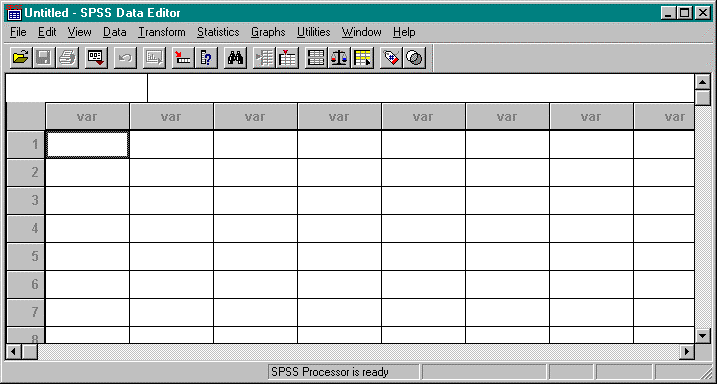 Untitled - SPSS Data Editor
File Edit View Data Transform Statistics Graphs Utilities Window Help
var var var var var var var var
1
2
3
4
5
6
7
8
SPSS Processor is ready